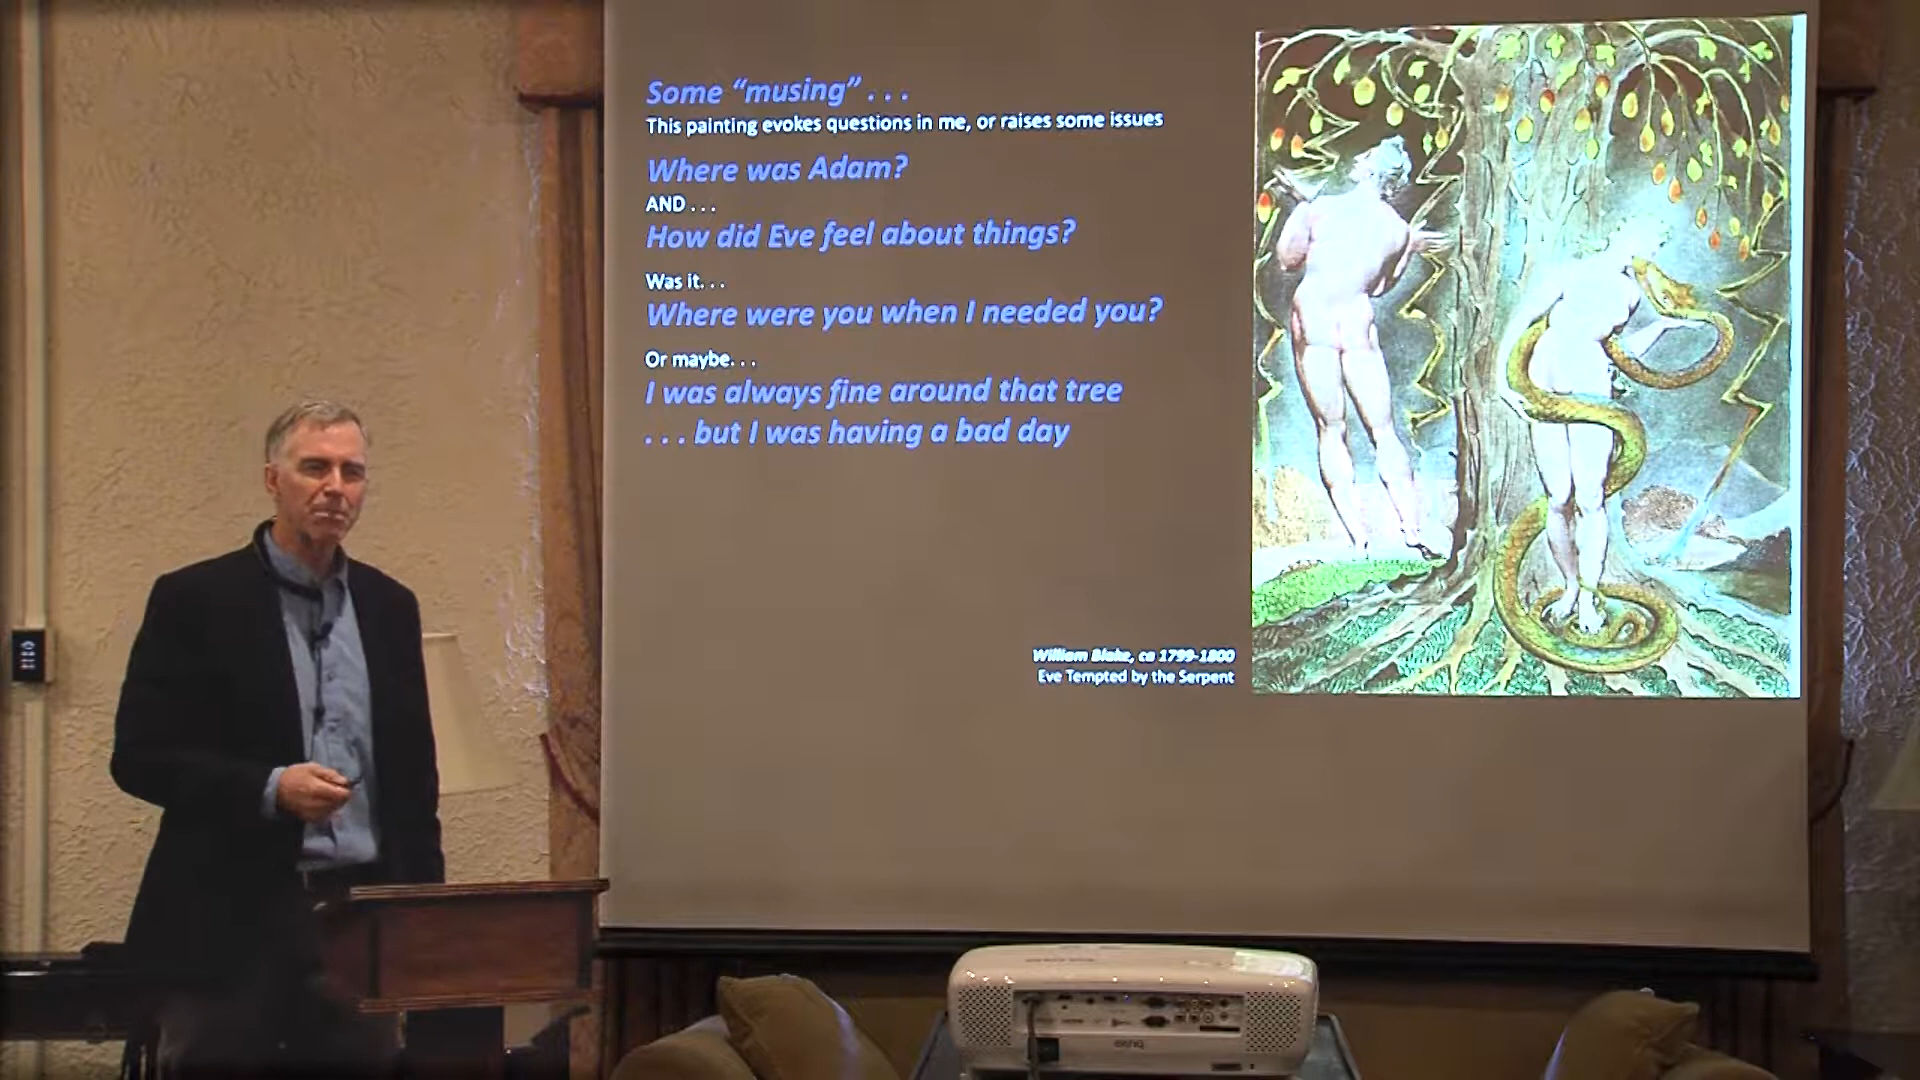 Some “musing” . . .
This painting evokes questions in me, or raises some issues
Where was Adam?
AND . . .
How did Eve feel about things?
Was it. . .
Where were you when I needed you?
Or maybe. . .
I was always fine around that tree
. . . but I was having a bad day
William Blake, ca 1799-1800
Eve Tempted by the Serpent
BenQ